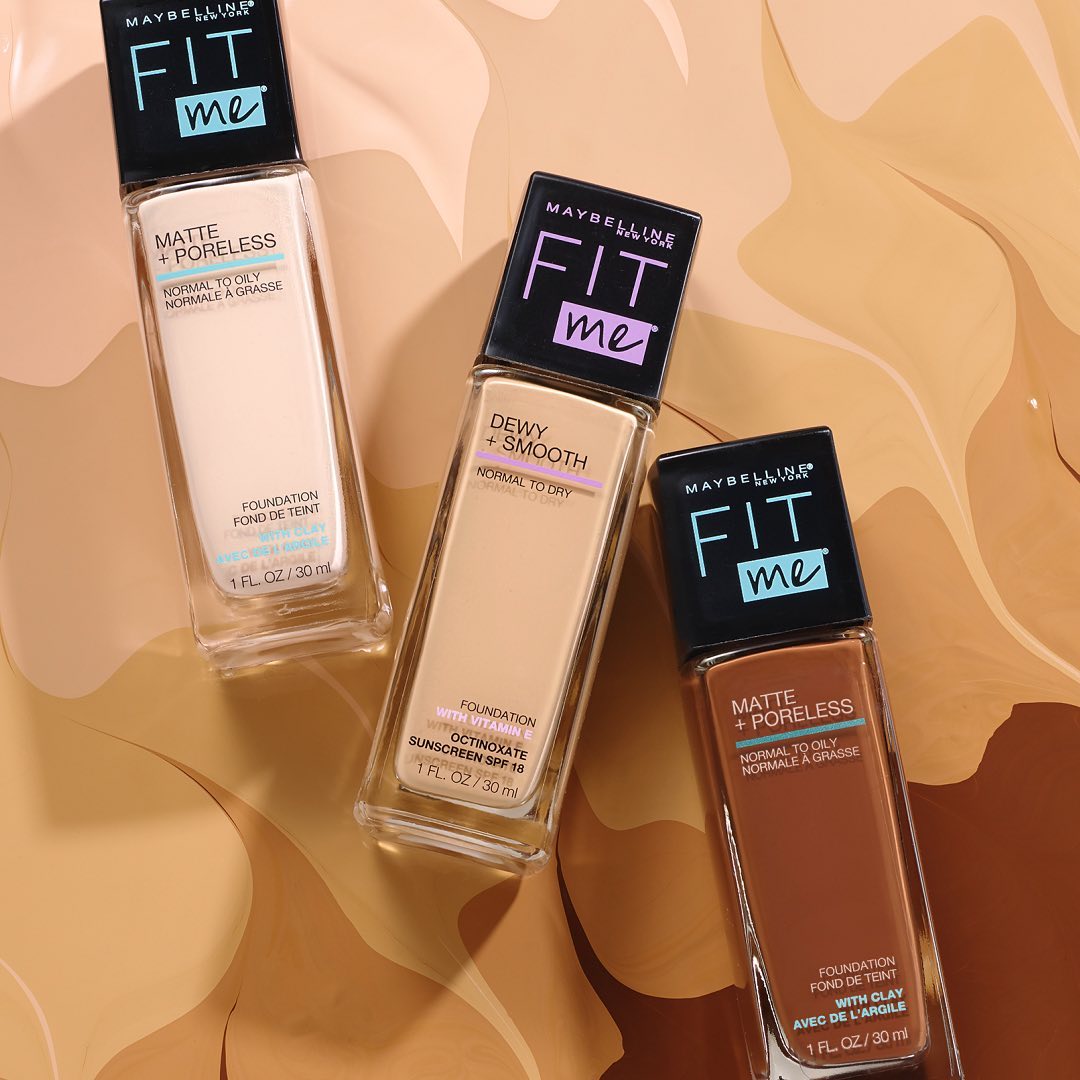 MAYBELLINE®
NEW YORK
FIT
me®
MATTE
+ PORELESS
NORMAL TO OILY
NORMALE À GRASSE
FOUNDATION
FOND DE TEINT
WITH CLAY
AVEC DE L'ARGILE
1 FL. OZ / 30 ml
MAYBELLINE
NEW YORK
FIT
me®
DEWY
+ SMOOTH
NORMAL TO DRY
FOUNDATION
WITH VITAMIN E
OCTINOXATE
SUNSCREEN SPF 18
1 FL. OZ / 30 ml
MAYBELLINE®
NEW YORK
FIT
me®
MATTE
+ PORELESS
NORMAL TO OILY
NORMALE À GRASSE
FOUNDATION
FOND DE TEINT
WITH CLAY
AVEC DE L'ARGILE
1 FL. OZ / 30 ml